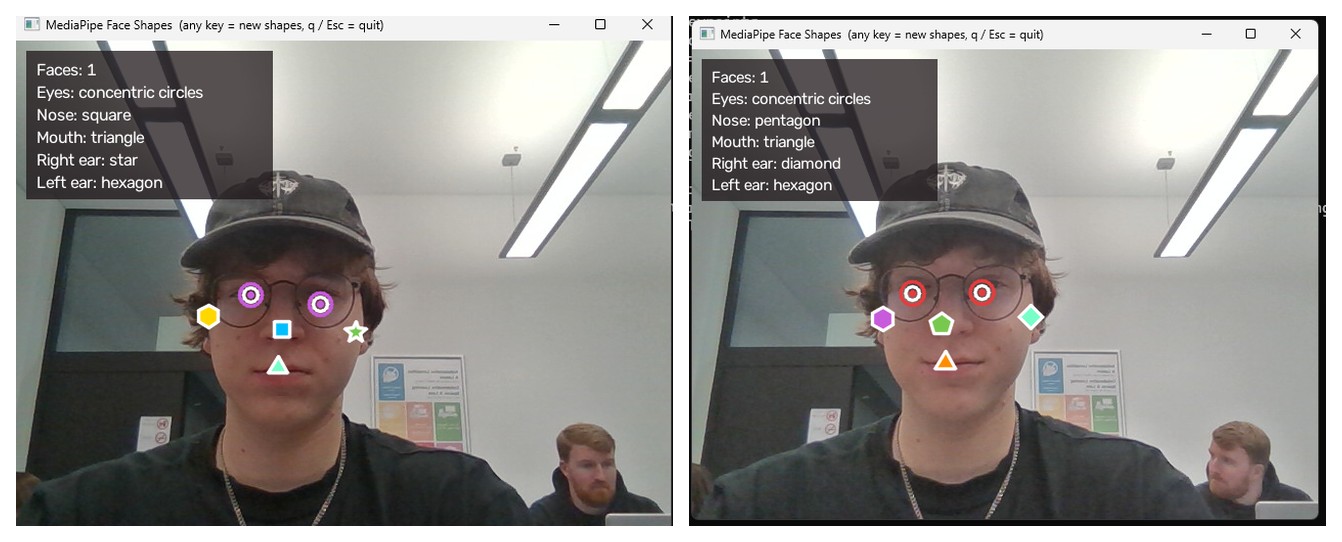 MediaPipe Face Shapes (any key = new shapes, q / Esc = quit)
Faces: 1
Eyes: concentric circles
Nose: square
Mouth: triangle
Right ear: star
Left ear: hexagon
MediaPipe Face Shapes (any key = new shapes, q / Esc = quit)
Faces: 1
Eyes: concentric circles
Nose: pentagon
Mouth: triangle
Right ear: diamond
Left ear: hexagon